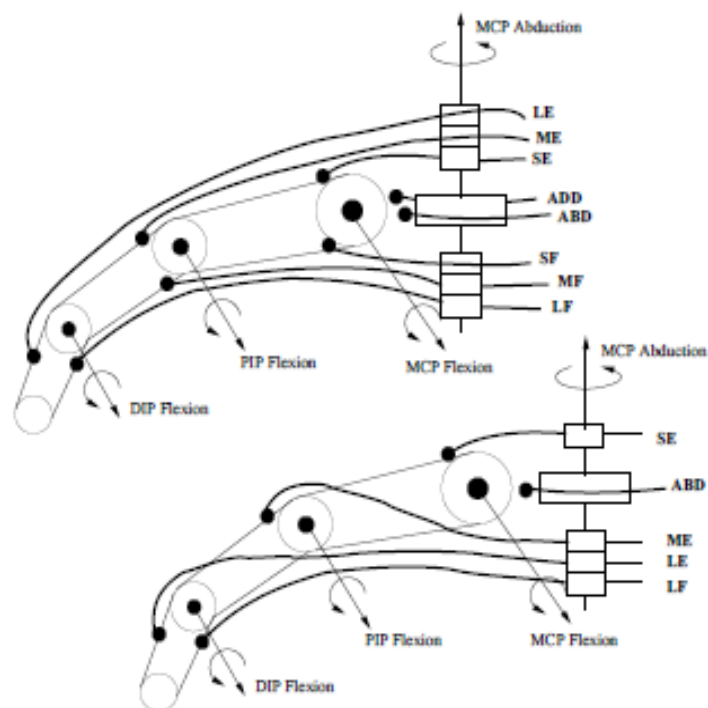 MCP Abduction
LE
ME
SE
ADD
ABD
SF
MF
LF
PIP Flexion
MCP Flexion
DIP Flexion
MCP Abduction
SE
ABD
ME
LE
LF
PIP Flexion
MCP Flexion
DIP Flexion